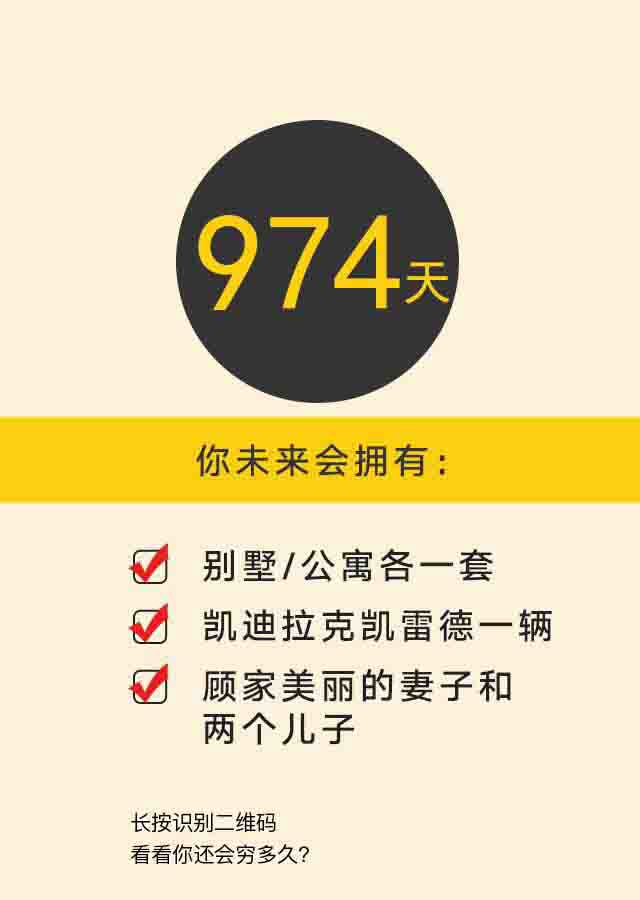 974天
你未来会拥有：
别墅/公寓各一套
凯迪拉克凯雷德一辆
顾家美丽的妻子和
两个儿子
长按识别二维码
看看你还会穷多久?